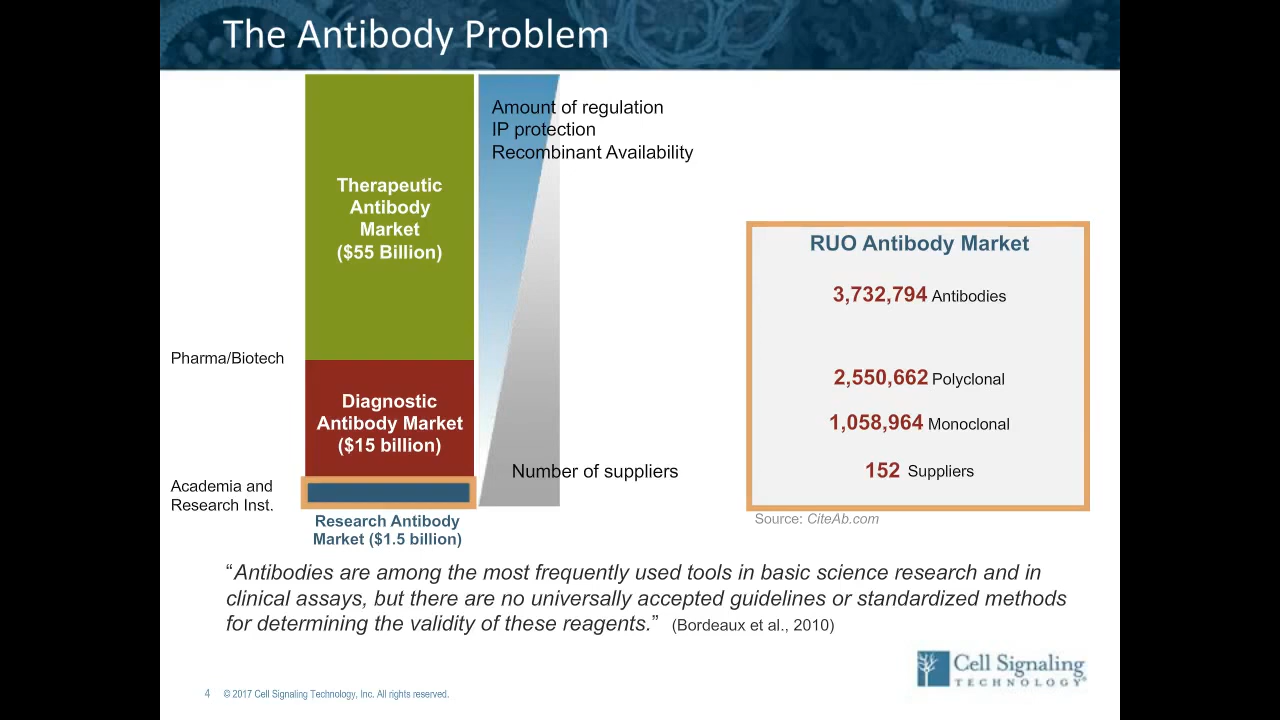 The Antibody Problem
Amount of regulation
IP protection
Recombinant Availability
Therapeutic
Antibody
Market
($55 Billion)
Pharma/Biotech
Diagnostic
Antibody Market
($15 billion)
Number of suppliers
Academia and
Research Inst.
Research Antibody
Market ($1.5 billion)
RUO Antibody Market
3,732,794 Antibodies
2,550,662 Polyclonal
1,058,964 Monoclonal
152 Suppliers
Source: CiteAb.com
“Antibodies are among the most frequently used tools in basic science research and in
clinical assays, but there are no universally accepted guidelines or standardized methods
for determining the validity of these reagents.” (Bordeaux et al., 2010)
Cell Signaling
TECHNOLOGY®
4 © 2017 Cell Signaling Technology, Inc. All rights reserved.